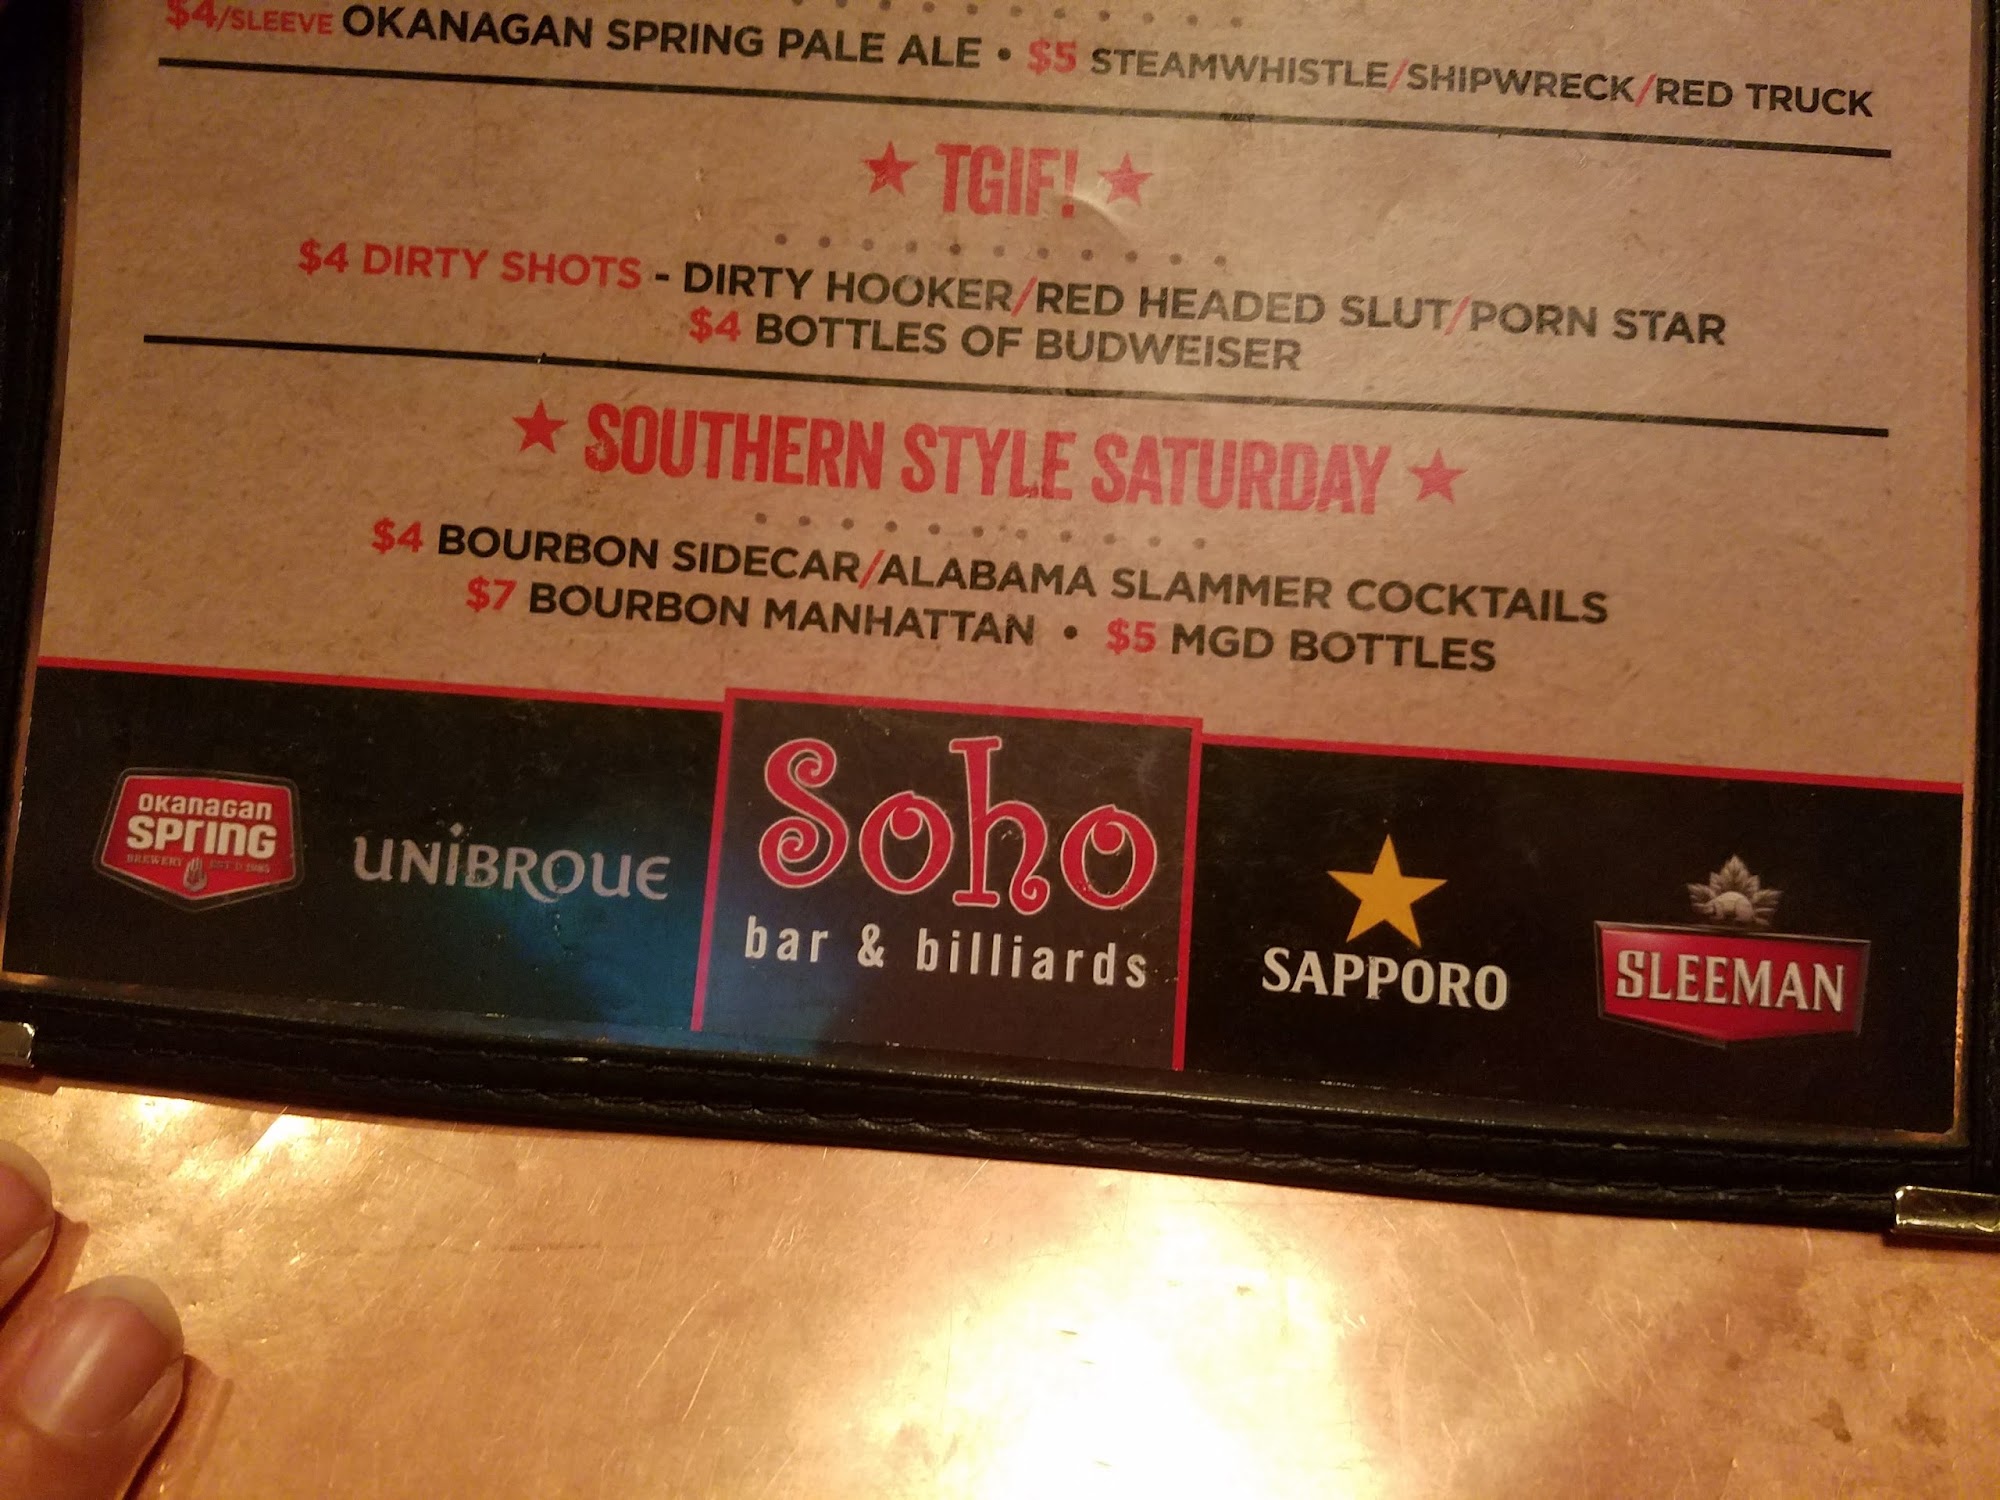 $4/SLEEVE OKANAGAN SPRING PALE ALE • $5 STEAMWHISTLE/SHIPWRECK/RED TRUCK
★ TGIF! ★
$4 DIRTY SHOTS - DIRTY HOOKER/RED HEADED SLUT/PORN STAR
$4 BOTTLES OF BUDWEISER
★ SOUTHERN STYLE SATURDAY ★
$4 BOURBON SIDECAR/ALABAMA SLAMMER COCKTAILS
$7 BOURBON MANHATTAN • $5 MGD BOTTLES
OKanaGan
SPrING
BREWERY
UNIBROUE
Soho
bar & billiards
SAPPORO
SLEEMAN